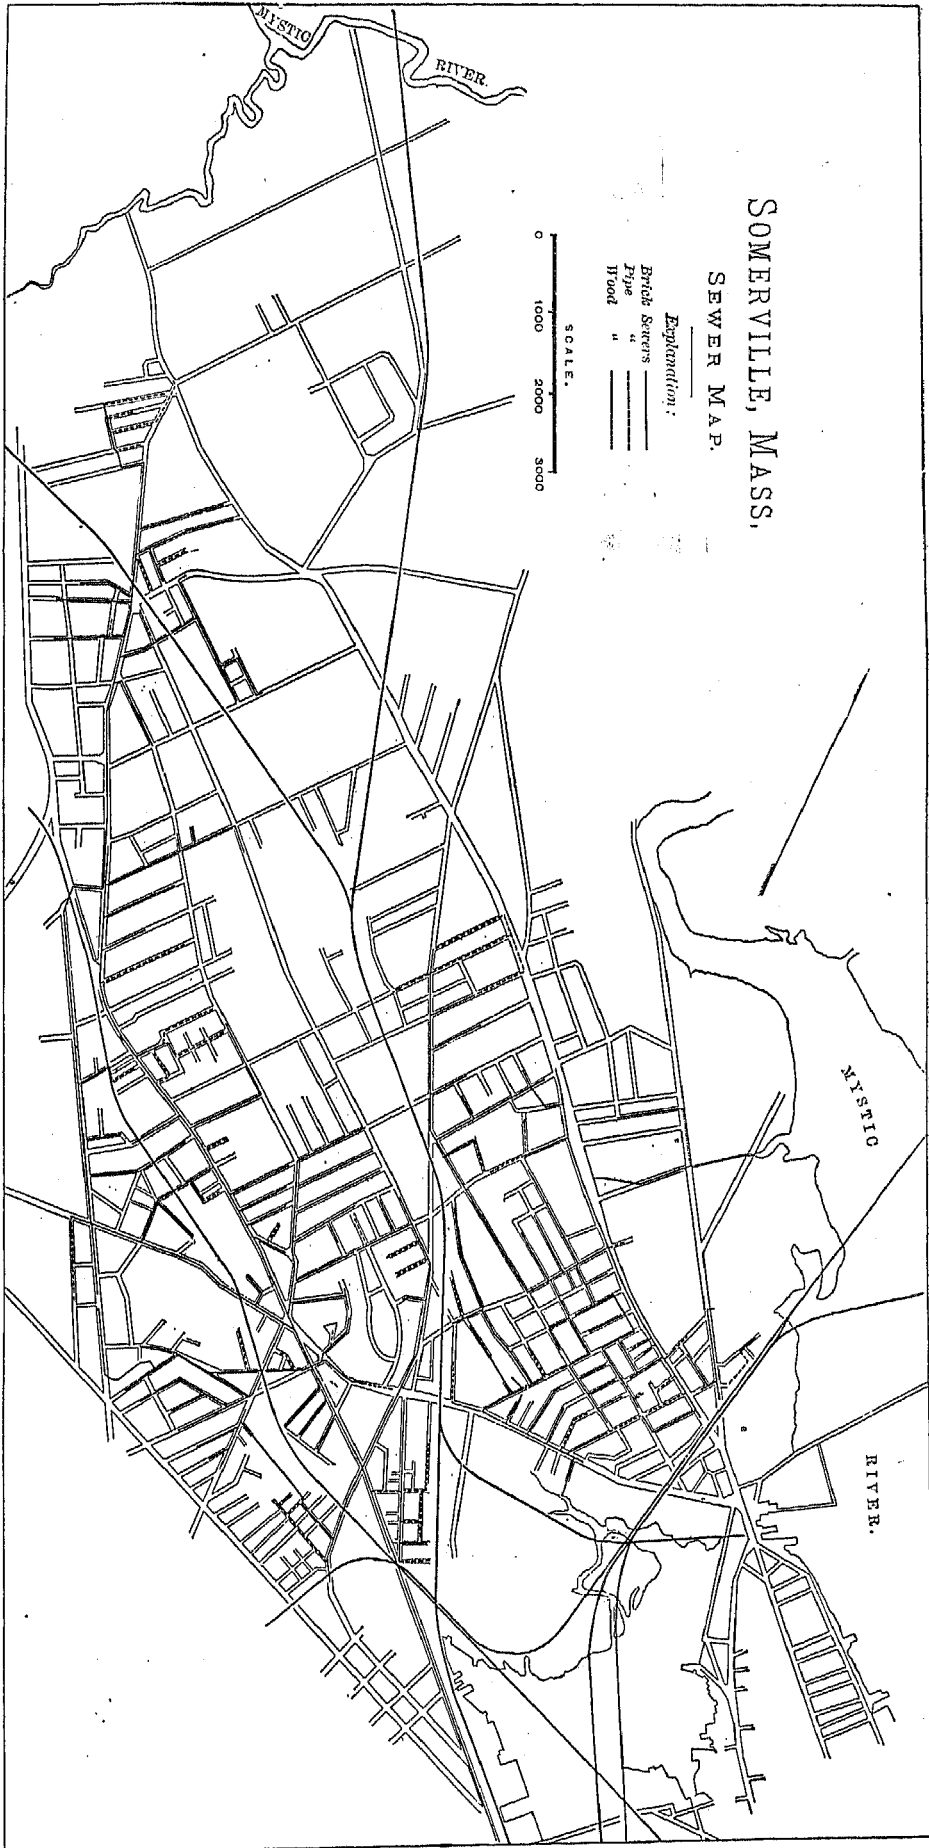 SOMERVILLE, MASS.
SEWER MAP.
Explanation:
Brick Sewers
Pipe "
Wood "
SCALE.
0 1000 2000 3000
MYSTIC
RIVER.
MYSTIC
RIVER.